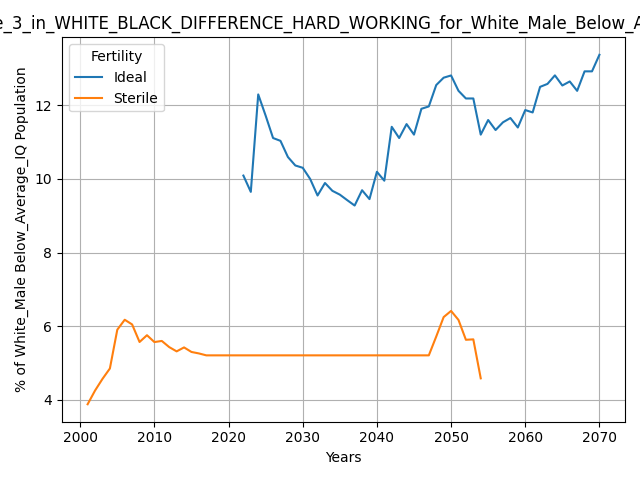 e_3_in_WHITE_BLACK_DIFFERENCE_HARD_WORKING_for_White_Male_Below_A
Fertility
Ideal
Sterile
% of White_Male Below_Average_IQ Population
12
10
8
6
4
2000 2010 2020 2030 2040 2050 2060 2070
Years